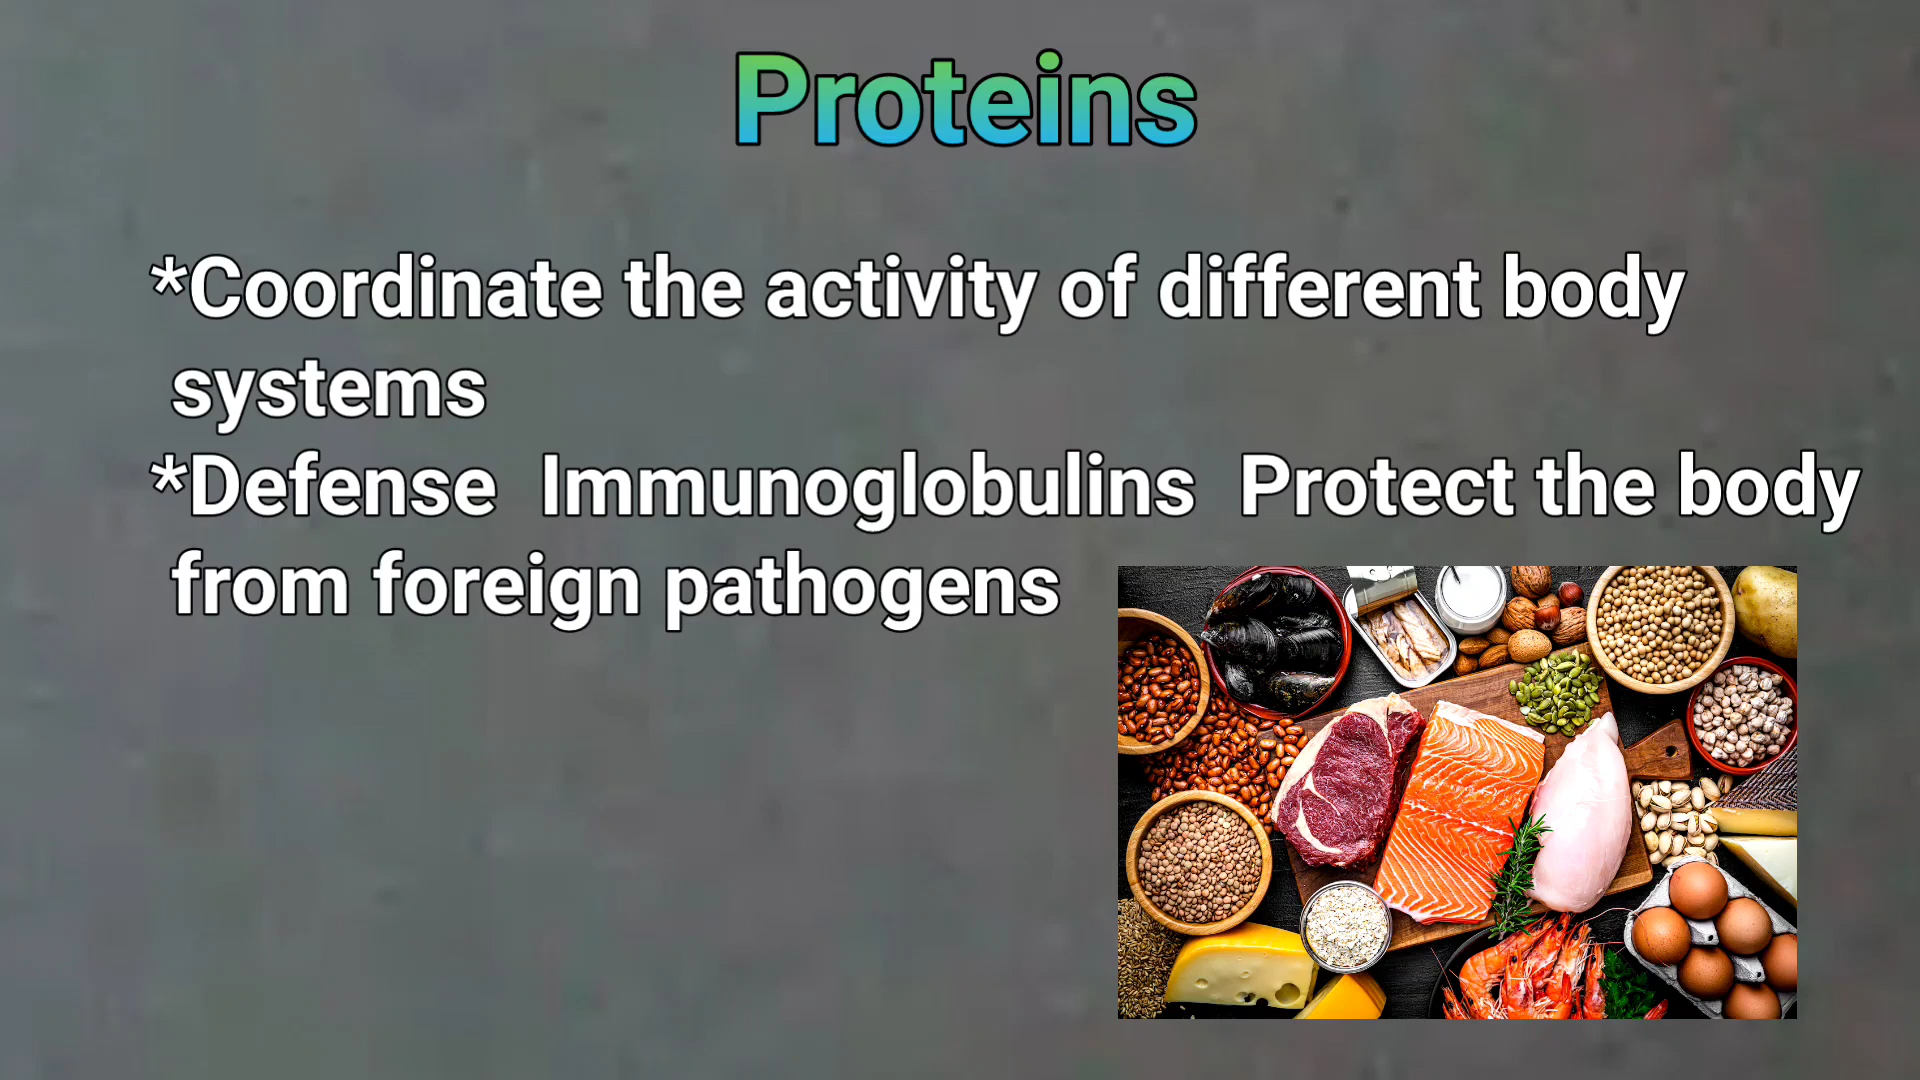 Proteins
*Coordinate the activity of different body
systems
*Defense  Immunoglobulins  Protect the body
from foreign pathogens